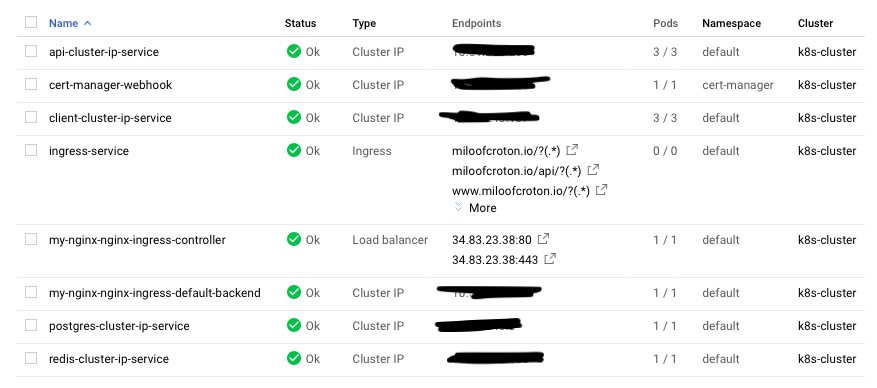 Name Status Type Endpoints Pods Namespace Cluster
api-cluster-ip-service Ok Cluster IP 3 / 3 default k8s-cluster
cert-manager-webhook Ok Cluster IP 1 / 1 cert-manager k8s-cluster
client-cluster-ip-service Ok Cluster IP 3 / 3 default k8s-cluster
ingress-service Ok Ingress miloofcroton.io/?(.*) 0 / 0 default k8s-cluster
miloofcroton.io/api/?(.*)
www.miloofcroton.io/?(.*)
More
my-nginx-nginx-ingress-controller Ok Load balancer 34.83.23.38:80 1 / 1 default k8s-cluster
34.83.23.38:443
my-nginx-nginx-ingress-default-backend Ok Cluster IP 1 / 1 default k8s-cluster
postgres-cluster-ip-service Ok Cluster IP 1 / 1 default k8s-cluster
redis-cluster-ip-service Ok Cluster IP 1 / 1 default k8s-cluster